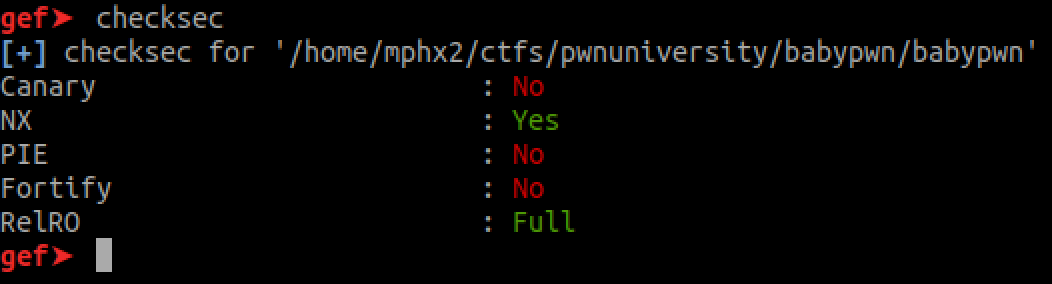 gef➤ checksec
[+] checksec for '/home/mphx2/ctfs/pwnuniversity/babypwn/babypwn'
Canary : No
NX : Yes
PIE : No
Fortify : No
RelRO : Full
gef➤